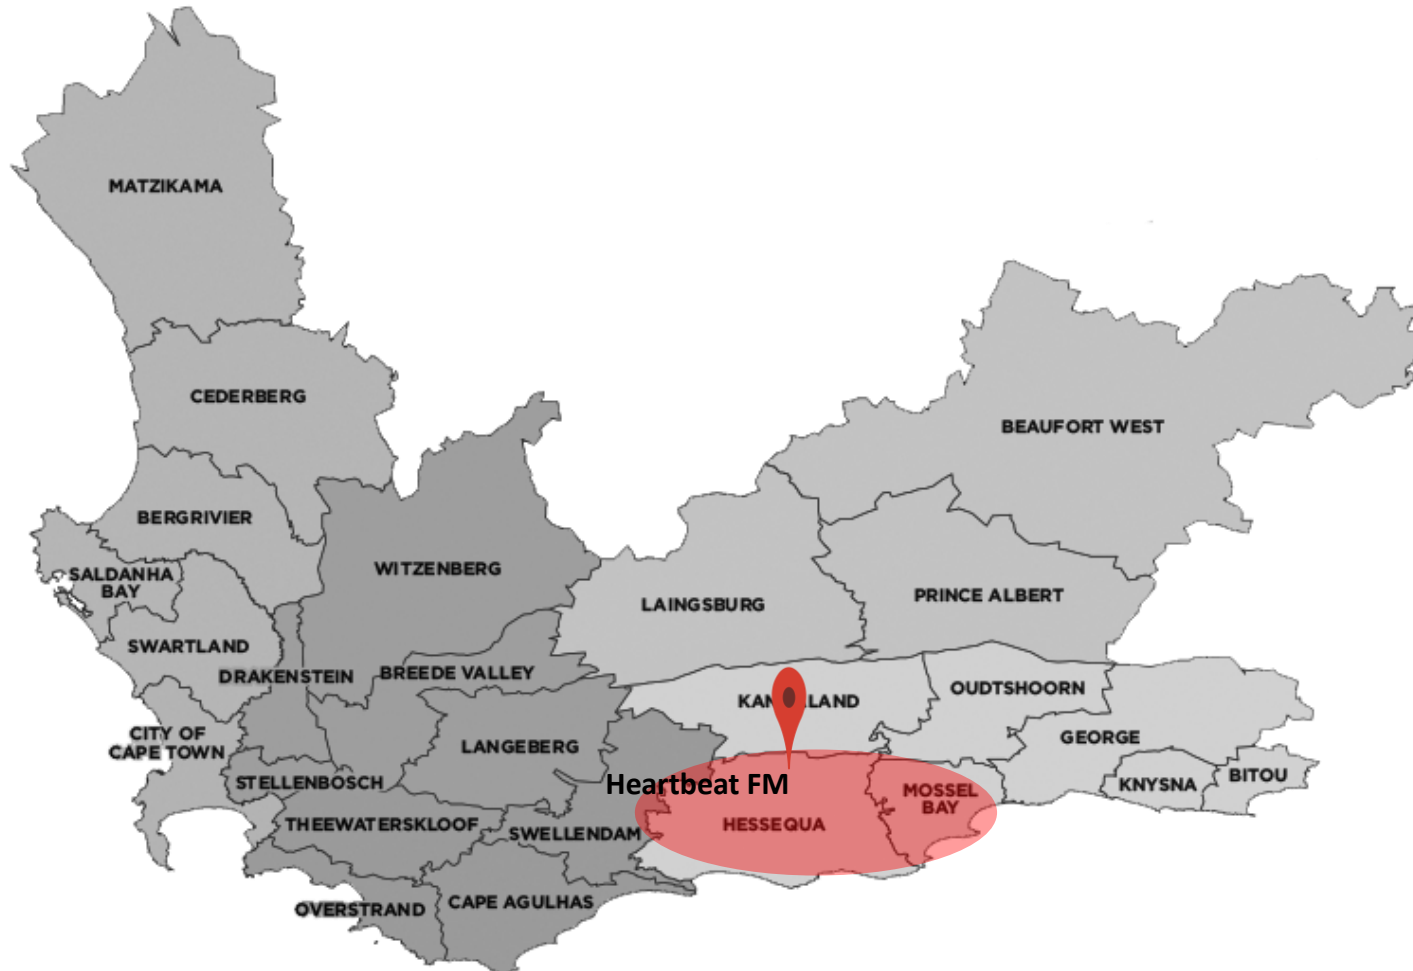 MATZIKAMA
CEDERBERG
BEAUFORT WEST
BERGRIVIER
WITZENBERG
SALDANHA
BAY
LAINGSBURG
PRINCE ALBERT
SWARTLAND
DRAKENSTEIN
BREEDE VALLEY
OUDTSHOORN
CITY OF
CAPE TOWN
LANGEBERG
GEORGE
STELLENBOSCH
Heartbeat FM
MOSSEL
BAY
KNYSNA
BITOU
THEEWATERSKLOOF
SWELLENDAM
HESSEQUA
OVERSTRAND
CAPE AGULHAS